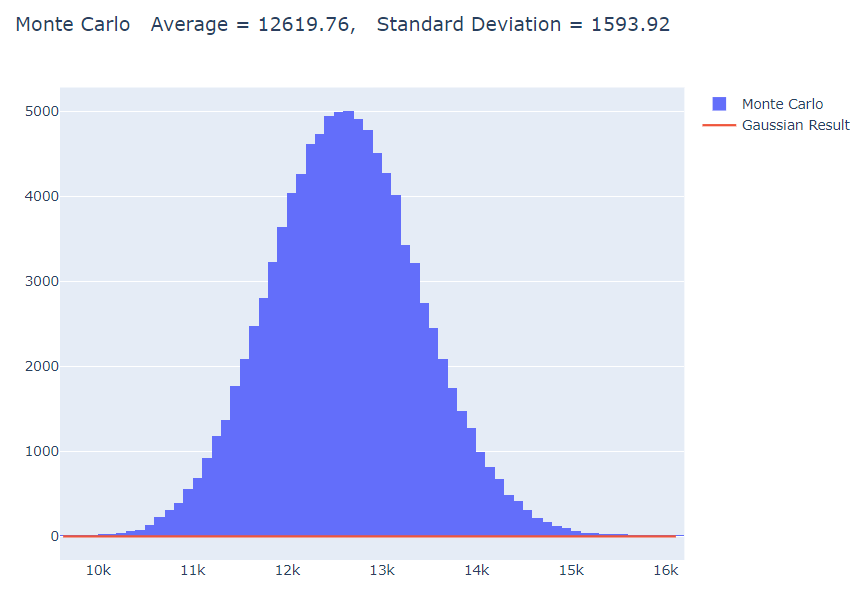 Monte Carlo   Average = 12619.76,   Standard Deviation = 1593.92
Monte Carlo
Gaussian Result
5000
4000
3000
2000
1000
0
10k
11k
12k
13k
14k
15k
16k